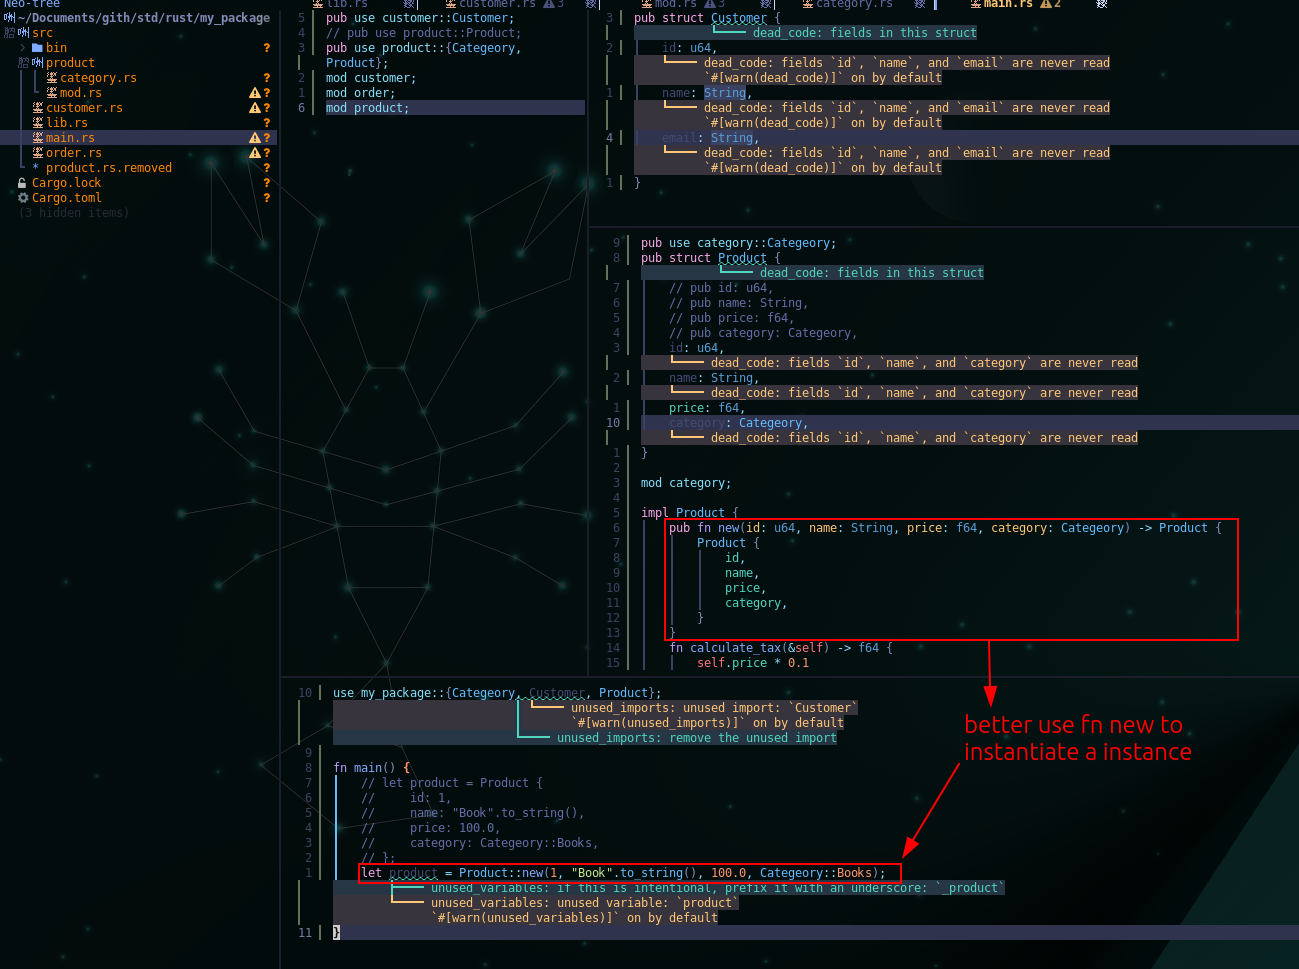 Neo-tree
~/Documents/gith/std/rust/my_package
src
bin ?
product
category.rs ?
mod.rs ?
customer.rs ?
lib.rs ?
main.rs ?
order.rs ?
* product.rs.removed ?
Cargo.lock ?
Cargo.toml ?
(3 hidden items)
lib.rs
customer.rs 3
mod.rs 3
category.rs
main.rs 2
5 pub use customer::Customer;
4 // pub use product::Product;
3 pub use product::{Categeory,
Product};
2 mod customer;
1 mod order;
6 mod product;
3 pub struct Customer {
dead_code: fields in this struct
2 id: u64,
dead_code: fields `id`, `name`, and `email` are never read
`#[warn(dead_code)]` on by default
1 name: String,
dead_code: fields `id`, `name`, and `email` are never read
`#[warn(dead_code)]` on by default
4 email: String,
dead_code: fields `id`, `name`, and `email` are never read
`#[warn(dead_code)]` on by default
1 }
9 pub use category::Categeory;
8 pub struct Product {
dead_code: fields in this struct
7 // pub id: u64,
6 // pub name: String,
5 // pub price: f64,
4 // pub category: Categeory,
3 id: u64,
dead_code: fields `id`, `name`, and `category` are never read
2 name: String,
dead_code: fields `id`, `name`, and `category` are never read
1 price: f64,
10 category: Categeory,
dead_code: fields `id`, `name`, and `category` are never read
1 }
2
3 mod category;
4
5 impl Product {
6 pub fn new(id: u64, name: String, price: f64, category: Categeory) -> Product {
7 Product {
8 id,
9 name,
10 price,
11 category,
12 }
13 }
14 fn calculate_tax(&self) -> f64 {
15 self.price * 0.1
better use fn new to
instantiate a instance
10 use my_package::{Categeory, Customer, Product};
unused_imports: unused import: `Customer`
`#[warn(unused_imports)]` on by default
unused_imports: remove the unused import
9
8 fn main() {
7 // let product = Product {
6 // id: 1,
5 // name: "Book".to_string(),
4 // price: 100.0,
3 // category: Categeory::Books,
2 // };
1 let product = Product::new(1, "Book".to_string(), 100.0, Categeory::Books);
unused_variables: if this is intentional, prefix it with an underscore: `_product`
unused_variables: unused variable: `product`
`#[warn(unused_variables)]` on by default
11 }